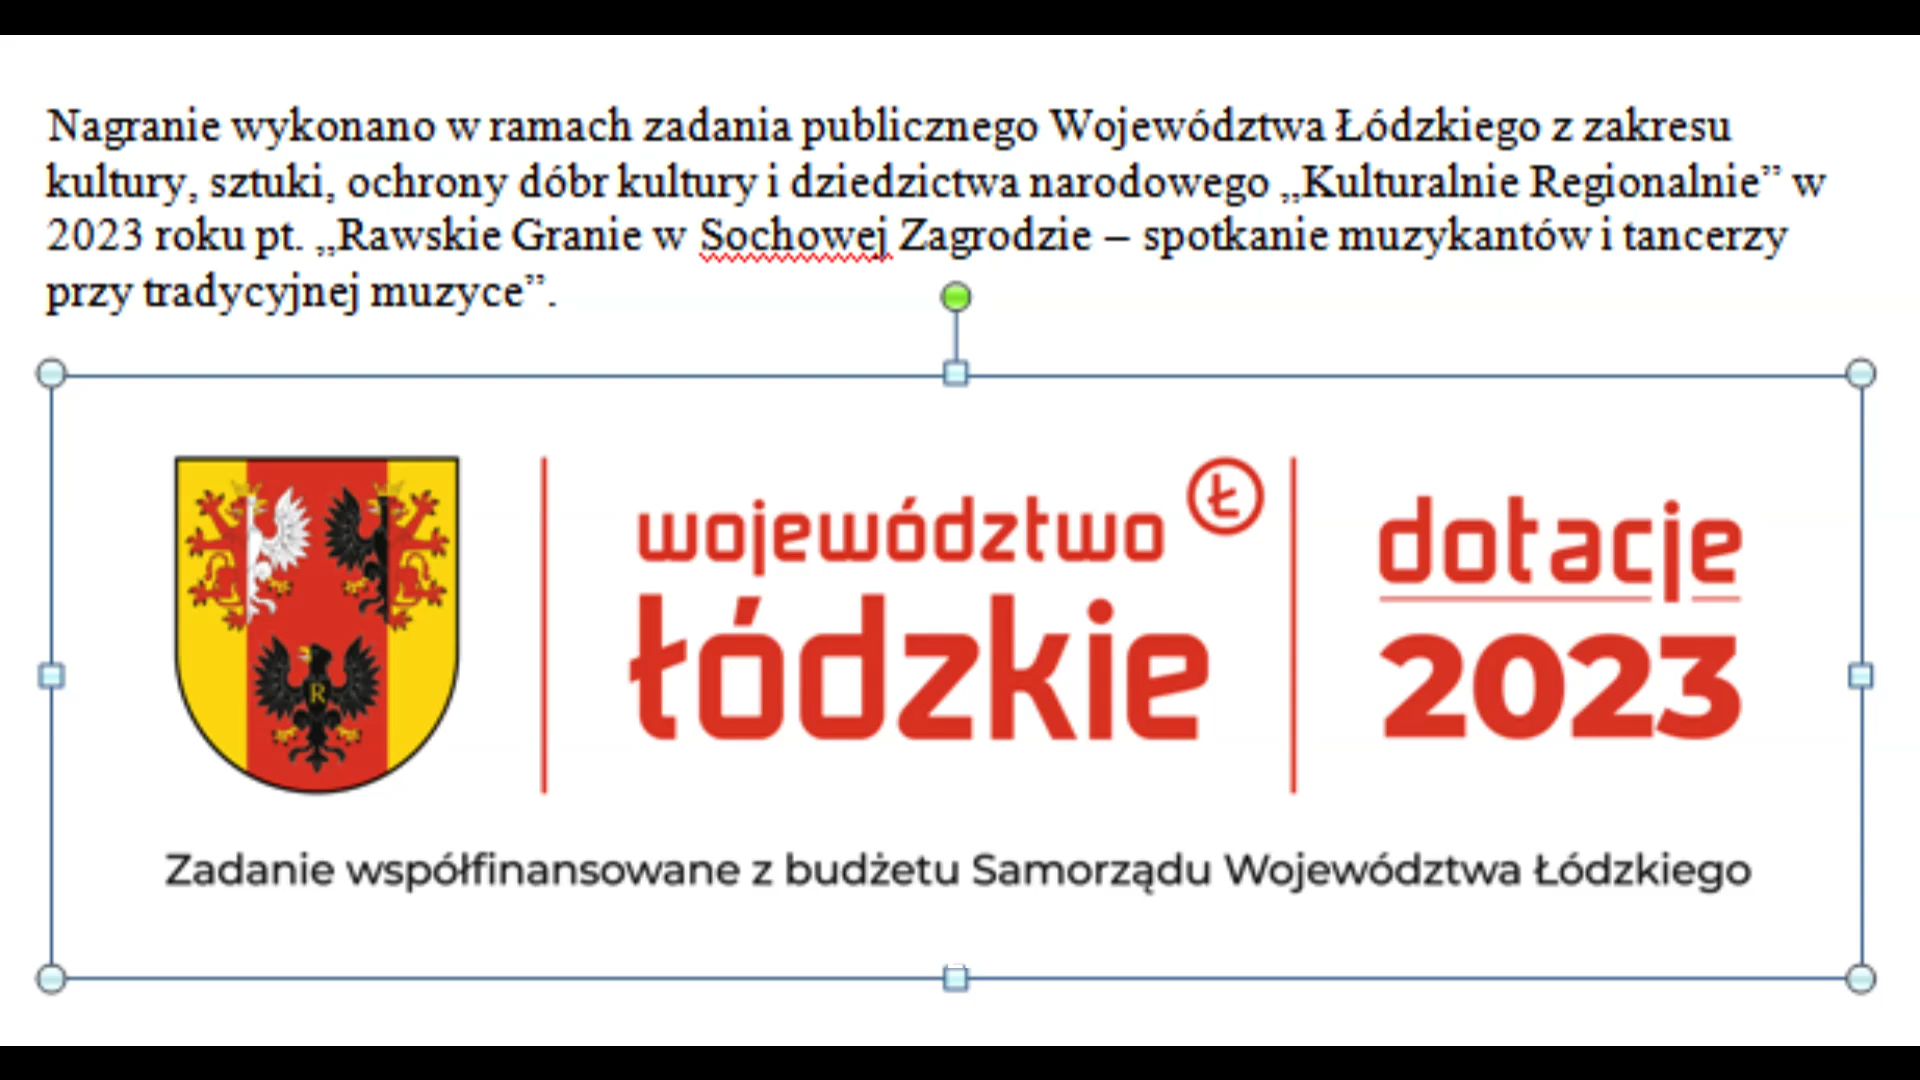 Nagranie wykonano w ramach zadania publicznego Województwa Łódzkiego z zakresu
kultury, sztuki, ochrony dóbr kultury i dziedzictwa narodowego „Kulturalnie Regionalnie” w
2023 roku pt. „Rawskie Granie w Sochowej Zagrodzie – spotkanie muzykantów i tancerzy
przy tradycyjnej muzyce”.
R
województwo Ł
łódzkie
dotacje
2023
Zadanie współfinansowane z budżetu Samorządu Województwa Łódzkiego